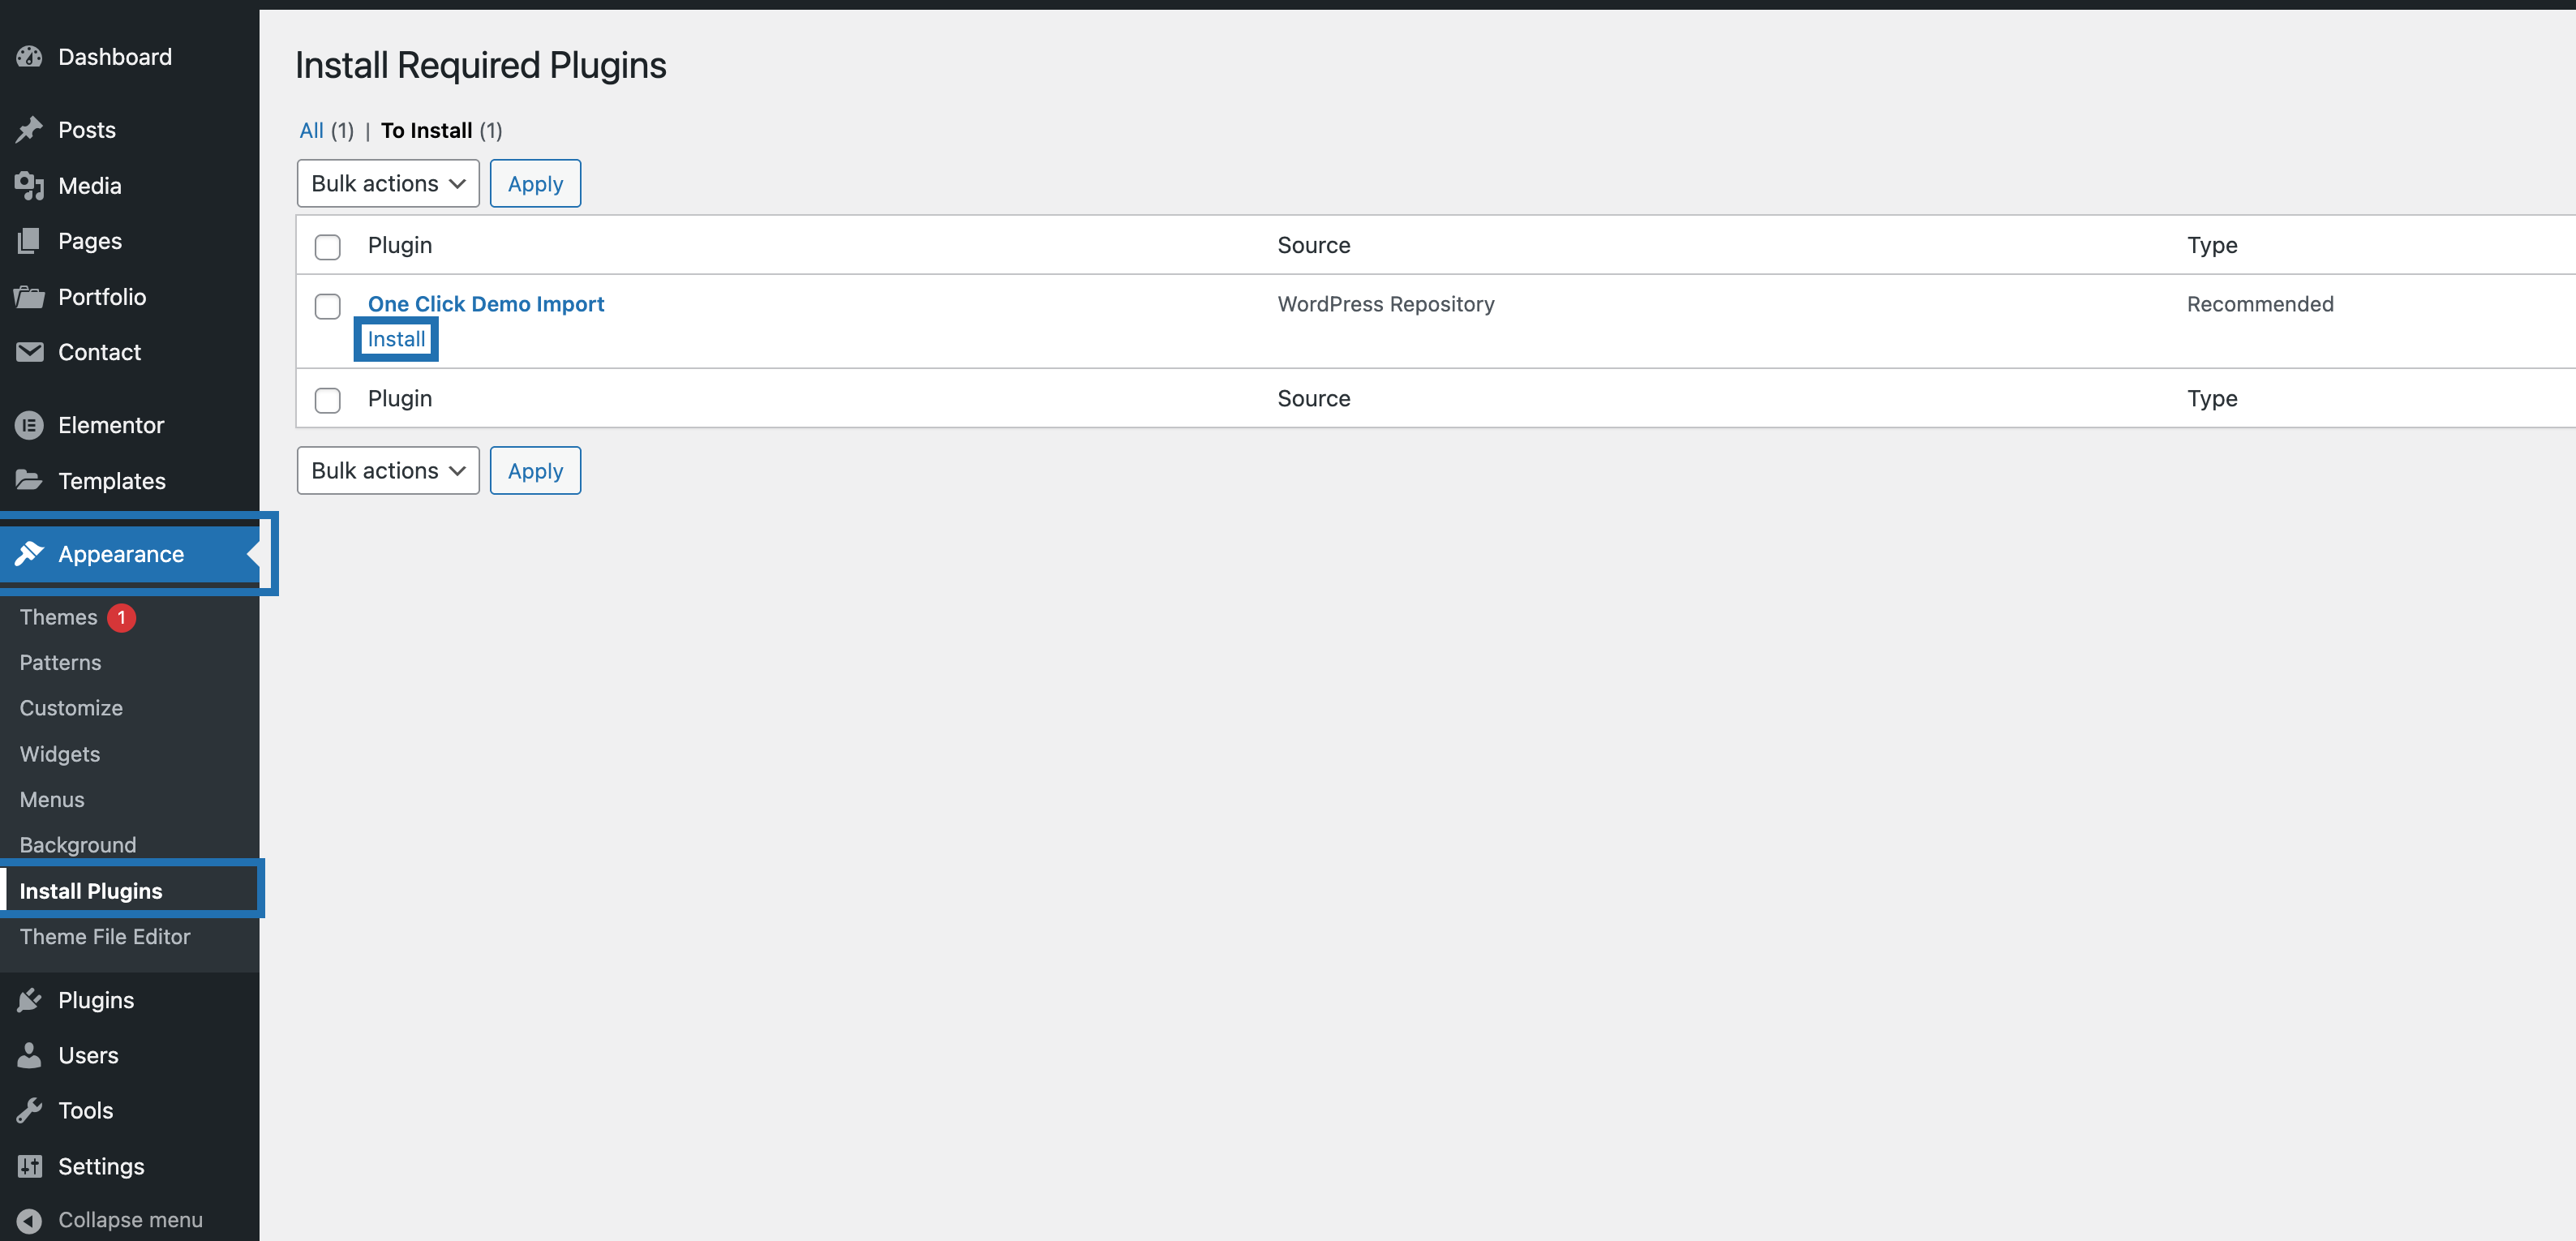 Dashboard
Posts
Media
Pages
Portfolio
Contact
Elementor
Templates
Appearance
Themes 1
Patterns
Customize
Widgets
Menus
Background
Install Plugins
Theme File Editor
Plugins
Users
Tools
Settings
Collapse menu
Install Required Plugins
All (1) | To Install (1)
Bulk actions Apply
Plugin Source Type
One Click Demo Import WordPress Repository Recommended
Install
Plugin Source Type
Bulk actions Apply